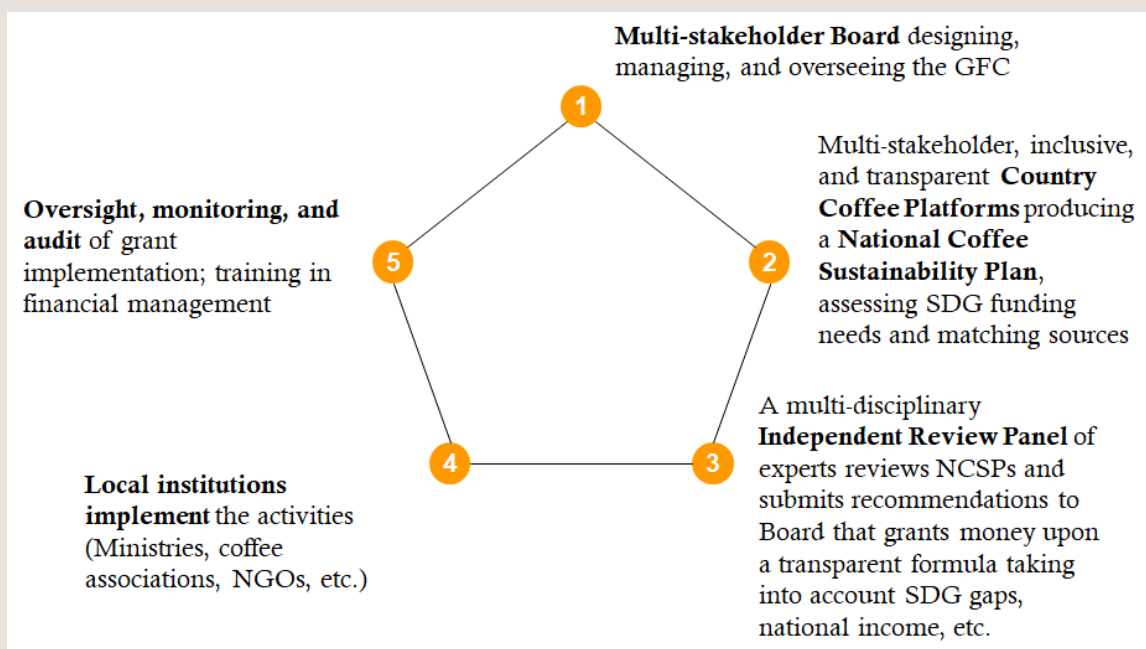 1
Multi-stakeholder Board designing,
managing, and overseeing the GFC
2
Multi-stakeholder, inclusive,
and transparent Country
Coffee Platforms producing
a National Coffee
Sustainability Plan,
assessing SDG funding
needs and matching sources
3
A multi-disciplinary
Independent Review Panel of
experts reviews NCSPs and
submits recommendations to
Board that grants money upon
a transparent formula taking
into account SDG gaps,
national income, etc.
4
Local institutions
implement the activities
(Ministries, coffee
associations, NGOs, etc.)
5
Oversight, monitoring, and
audit of grant
implementation; training in
financial management